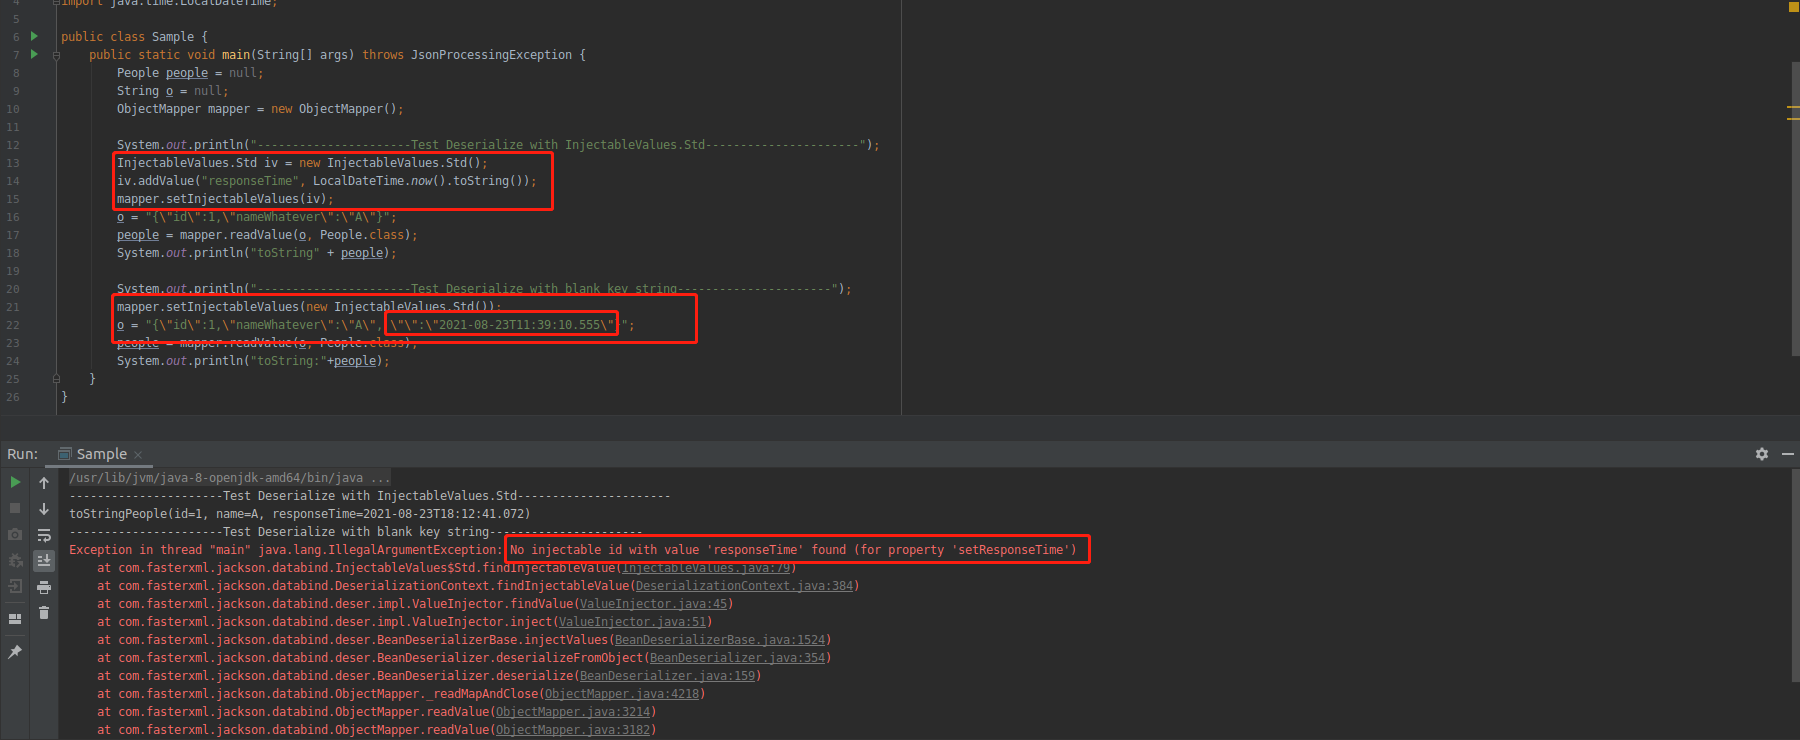 4 import java.time.LocalDateTime;
5
6 public class Sample {
7 public static void main(String[] args) throws JsonProcessingException {
8 People people = null;
9 String o = null;
10 ObjectMapper mapper = new ObjectMapper();
11
12 System.out.println("----------------------Test Deserialize with InjectableValues.Std----------------------");
13 InjectableValues.Std iv = new InjectableValues.Std();
14 iv.addValue("responseTime", LocalDateTime.now().toString());
15 mapper.setInjectableValues(iv);
16 o = "{\"id\":1,\"nameWhatever\":\"A\"}";
17 people = mapper.readValue(o, People.class);
18 System.out.println("toString" + people);
19
20 System.out.println("----------------------Test Deserialize with blank key string----------------------");
21 mapper.setInjectableValues(new InjectableValues.Std());
22 o = "{\"id\":1,\"nameWhatever\":\"A\", \"\":\"2021-08-23T11:39:10.555\"}";
23 people = mapper.readValue(o, People.class);
24 System.out.println("toString:"+people);
25 }
26 }
Run: Sample ×
/usr/lib/jvm/java-8-openjdk-amd64/bin/java ...
----------------------Test Deserialize with InjectableValues.Std----------------------
toStringPeople(id=1, name=A, responseTime=2021-08-23T18:12:41.072)
----------------------Test Deserialize with blank key string----------------------
Exception in thread "main" java.lang.IllegalArgumentException: No injectable id with value 'responseTime' found (for property 'setResponseTime')
at com.fasterxml.jackson.databind.InjectableValues$Std.findInjectableValue(InjectableValues.java:79)
at com.fasterxml.jackson.databind.DeserializationContext.findInjectableValue(DeserializationContext.java:384)
at com.fasterxml.jackson.databind.deser.impl.ValueInjector.findValue(ValueInjector.java:45)
at com.fasterxml.jackson.databind.deser.impl.ValueInjector.inject(ValueInjector.java:51)
at com.fasterxml.jackson.databind.deser.BeanDeserializerBase.injectValues(BeanDeserializerBase.java:1524)
at com.fasterxml.jackson.databind.deser.BeanDeserializer.deserializeFromObject(BeanDeserializer.java:354)
at com.fasterxml.jackson.databind.deser.BeanDeserializer.deserialize(BeanDeserializer.java:159)
at com.fasterxml.jackson.databind.ObjectMapper._readMapAndClose(ObjectMapper.java:4218)
at com.fasterxml.jackson.databind.ObjectMapper.readValue(ObjectMapper.java:3214)
at com.fasterxml.jackson.databind.ObjectMapper.readValue(ObjectMapper.java:3182)